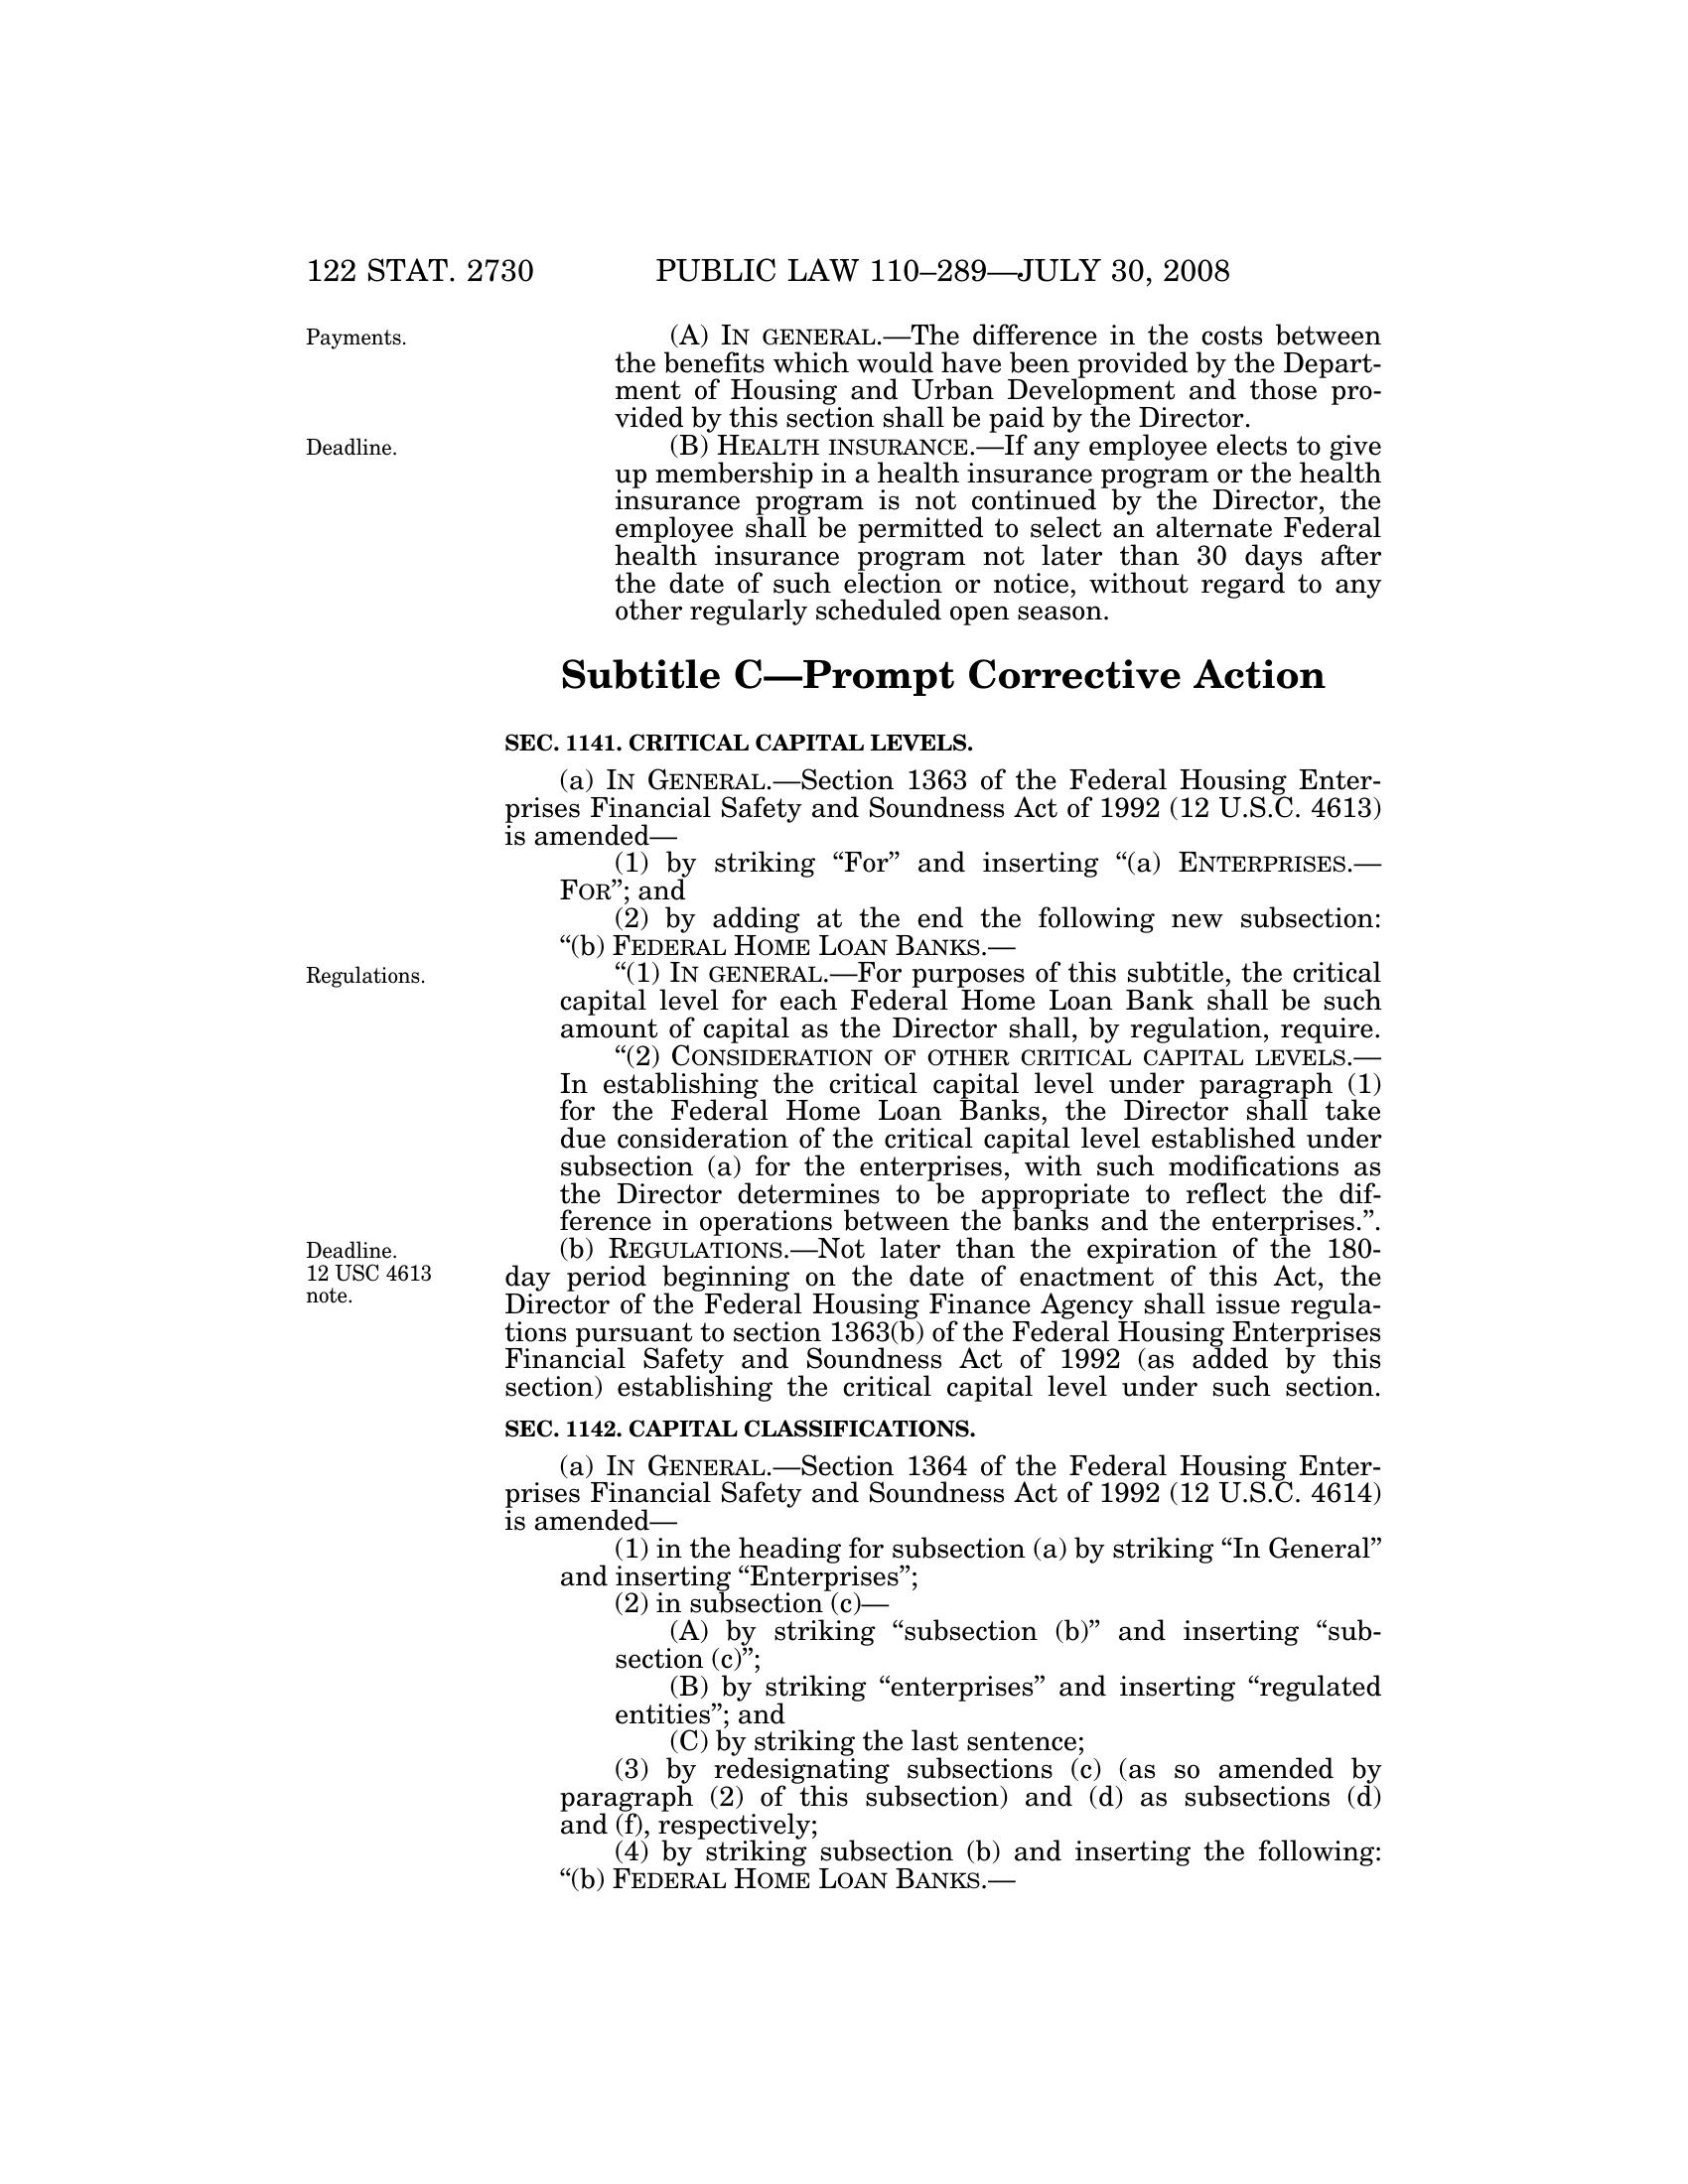 122 STAT. 2730 PUBLIC LAW 110–289—JULY 30, 2008
Payments.
(A) IN GENERAL.—The difference in the costs between
the benefits which would have been provided by the Depart-
ment of Housing and Urban Development and those pro-
vided by this section shall be paid by the Director.
Deadline.
(B) HEALTH INSURANCE.—If any employee elects to give
up membership in a health insurance program or the health
insurance program is not continued by the Director, the
employee shall be permitted to select an alternate Federal
health insurance program not later than 30 days after
the date of such election or notice, without regard to any
other regularly scheduled open season.
Subtitle C—Prompt Corrective Action
SEC. 1141. CRITICAL CAPITAL LEVELS.
(a) IN GENERAL.—Section 1363 of the Federal Housing Enter-
prises Financial Safety and Soundness Act of 1992 (12 U.S.C. 4613)
is amended—
(1) by striking “For” and inserting “(a) ENTERPRISES.—
FOR”; and
(2) by adding at the end the following new subsection:
“(b) FEDERAL HOME LOAN BANKS.—
Regulations.
“(1) IN GENERAL.—For purposes of this subtitle, the critical
capital level for each Federal Home Loan Bank shall be such
amount of capital as the Director shall, by regulation, require.
“(2) CONSIDERATION OF OTHER CRITICAL CAPITAL LEVELS.—
In establishing the critical capital level under paragraph (1)
for the Federal Home Loan Banks, the Director shall take
due consideration of the critical capital level established under
subsection (a) for the enterprises, with such modifications as
the Director determines to be appropriate to reflect the dif-
ference in operations between the banks and the enterprises.”.
Deadline.
12 USC 4613
note.
(b) REGULATIONS.—Not later than the expiration of the 180-
day period beginning on the date of enactment of this Act, the
Director of the Federal Housing Finance Agency shall issue regula-
tions pursuant to section 1363(b) of the Federal Housing Enterprises
Financial Safety and Soundness Act of 1992 (as added by this
section) establishing the critical capital level under such section.
SEC. 1142. CAPITAL CLASSIFICATIONS.
(a) IN GENERAL.—Section 1364 of the Federal Housing Enter-
prises Financial Safety and Soundness Act of 1992 (12 U.S.C. 4614)
is amended—
(1) in the heading for subsection (a) by striking “In General”
and inserting “Enterprises”;
(2) in subsection (c)—
(A) by striking “subsection (b)” and inserting “sub-
section (c)”;
(B) by striking “enterprises” and inserting “regulated
entities”; and
(C) by striking the last sentence;
(3) by redesignating subsections (c) (as so amended by
paragraph (2) of this subsection) and (d) as subsections (d)
and (f), respectively;
(4) by striking subsection (b) and inserting the following:
“(b) FEDERAL HOME LOAN BANKS.—